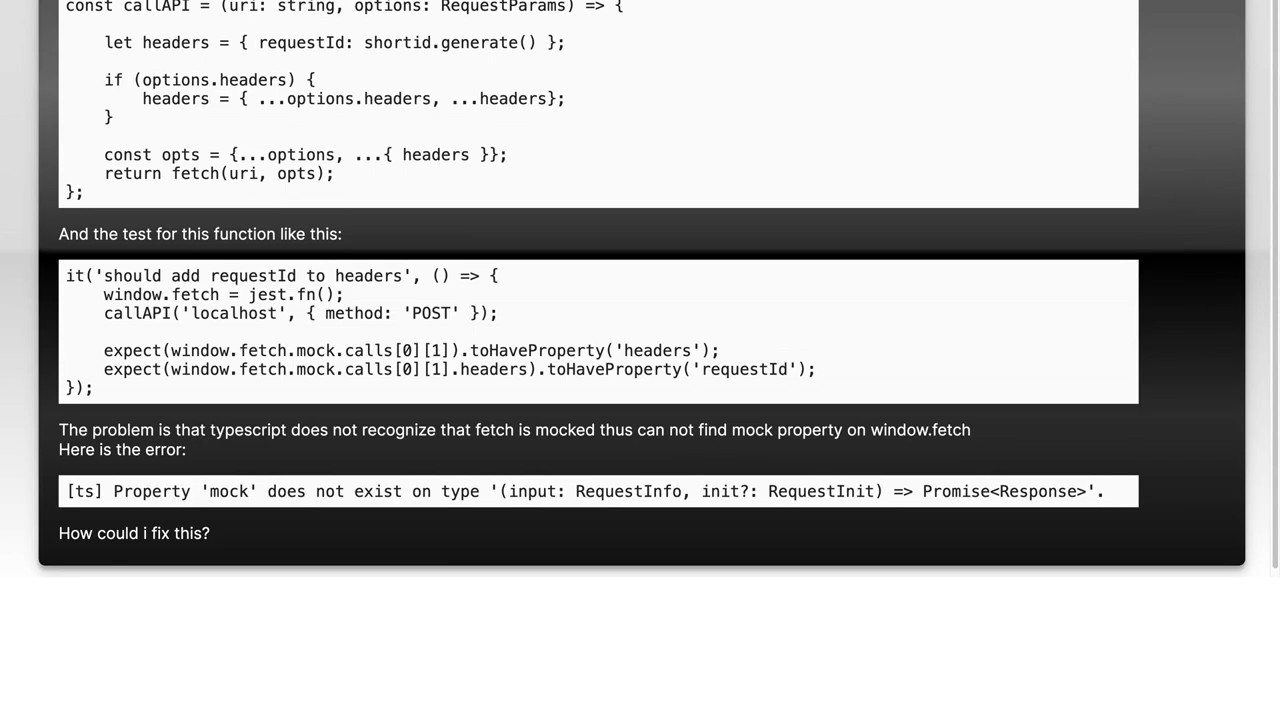 const callAPI = (uri: string, options: RequestParams) => {
let headers = { requestId: shortid.generate() };
if (options.headers) {
headers = { ...options.headers, ...headers};
}
const opts = {...options, ...{ headers }};
return fetch(uri, opts);
};
And the test for this function like this:
it('should add requestId to headers', () => {
window.fetch = jest.fn();
callAPI('localhost', { method: 'POST' });
expect(window.fetch.mock.calls[0][1]).toHaveProperty('headers');
expect(window.fetch.mock.calls[0][1].headers).toHaveProperty('requestId');
});
The problem is that typescript does not recognize that fetch is mocked thus can not find mock property on window.fetch
Here is the error:
[ts] Property 'mock' does not exist on type '(input: RequestInfo, init?: RequestInit) => Promise<Response>'.
How could i fix this?